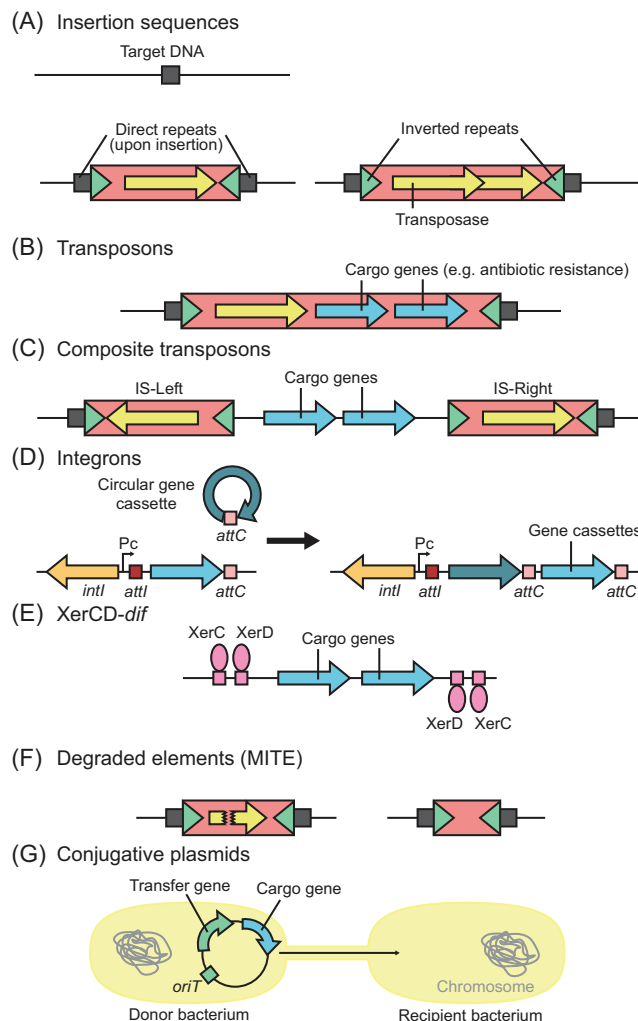 (A) Insertion sequences
Target DNA
Direct repeats
(upon insertion)
Inverted repeats
Transposase
(B) Transposons
Cargo genes (e.g. antibiotic resistance)
(C) Composite transposons
IS-Left
Cargo genes
IS-Right
(D) Integrons
Circular gene
cassette
attC
Pc
intI
attI
attC
Gene cassettes
Pc
intI
attI
attC
attC
(E) XerCD-dif
XerC
XerD
Cargo genes
XerD
XerC
(F) Degraded elements (MITE)
(G) Conjugative plasmids
Transfer gene
Cargo gene
oriT
Chromosome
Donor bacterium
Recipient bacterium